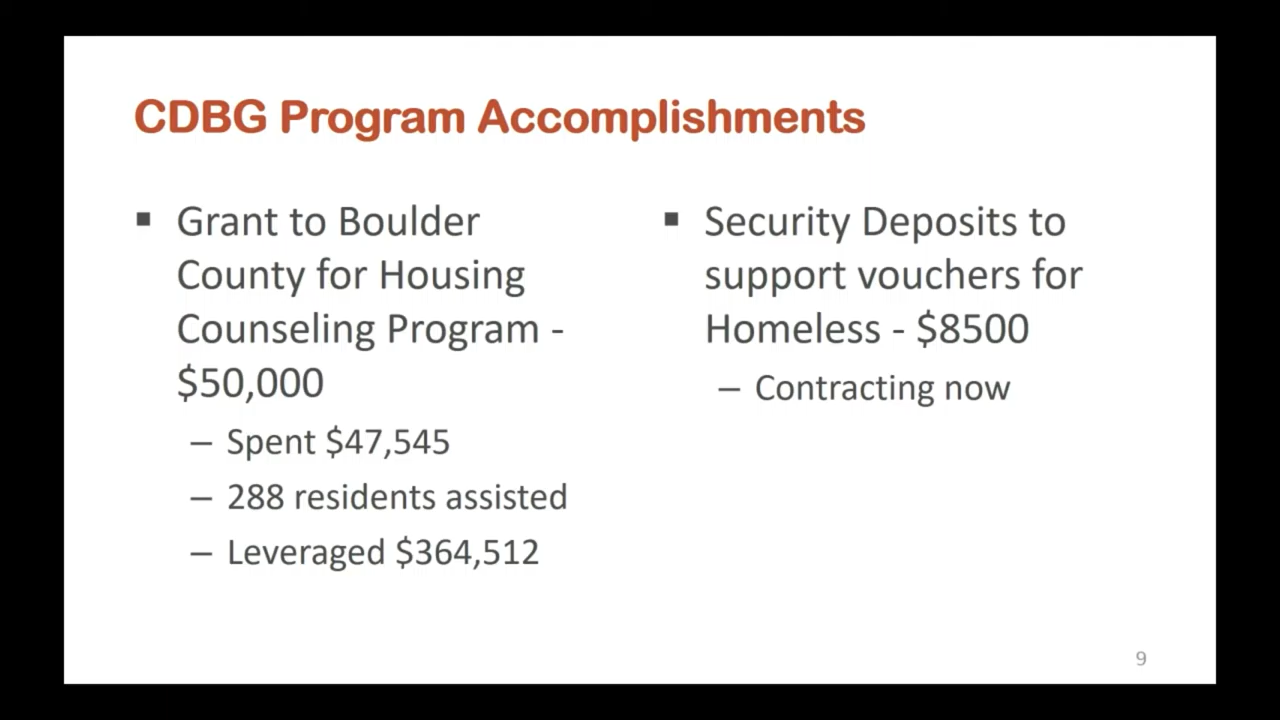 CDBG Program Accomplishments
▪ Grant to Boulder
County for Housing
Counseling Program -
$50,000
– Spent $47,545
– 288 residents assisted
– Leveraged $364,512
▪ Security Deposits to
support vouchers for
Homeless - $8500
– Contracting now
9